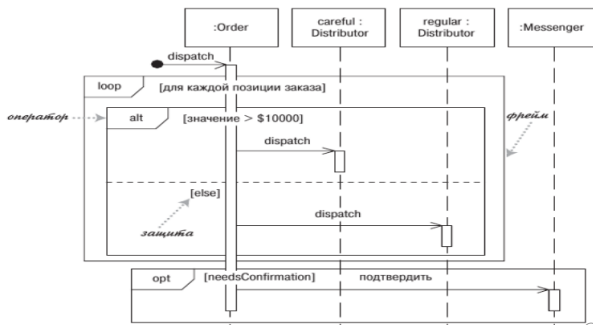 :Order
careful :
Distributor
regular :
Distributor
:Messenger
dispatch
loop
[для каждой позиции заказа]
оператор
alt
[значение > $10000]
фрейм
dispatch
[else]
dispatch
защита
opt
[needsConfirmation]
подтвердить